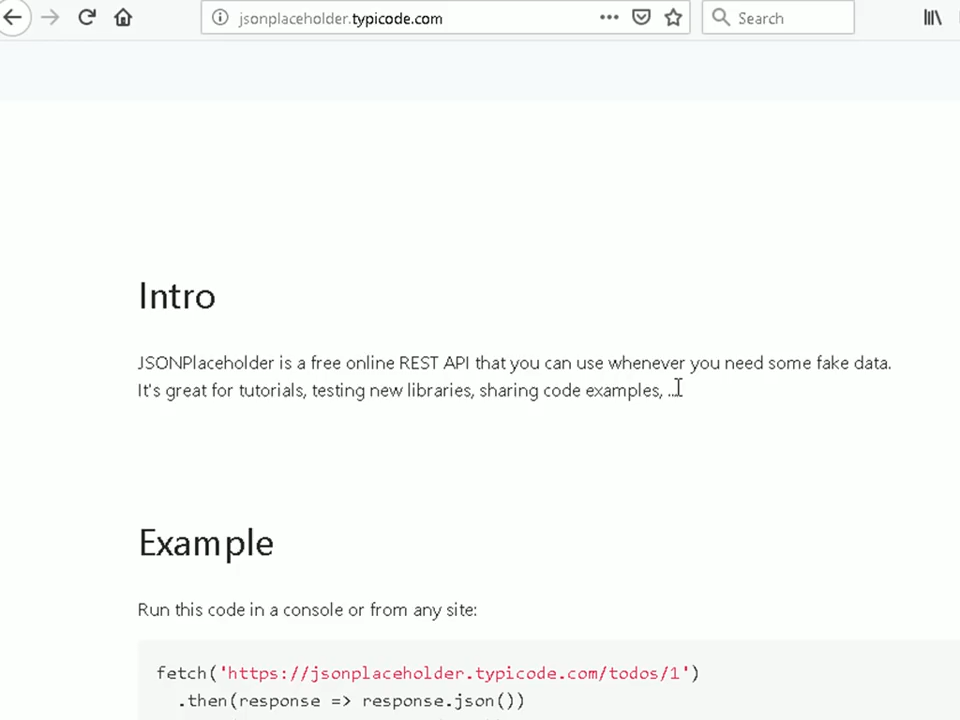 jsonplaceholder.typicode.com
Search
Intro
JSONPlaceholder is a free online REST API that you can use whenever you need some fake data.
It's great for tutorials, testing new libraries, sharing code examples, ...
Example
Run this code in a console or from any site:
fetch('https://jsonplaceholder.typicode.com/todos/1')
.then(response => response.json())